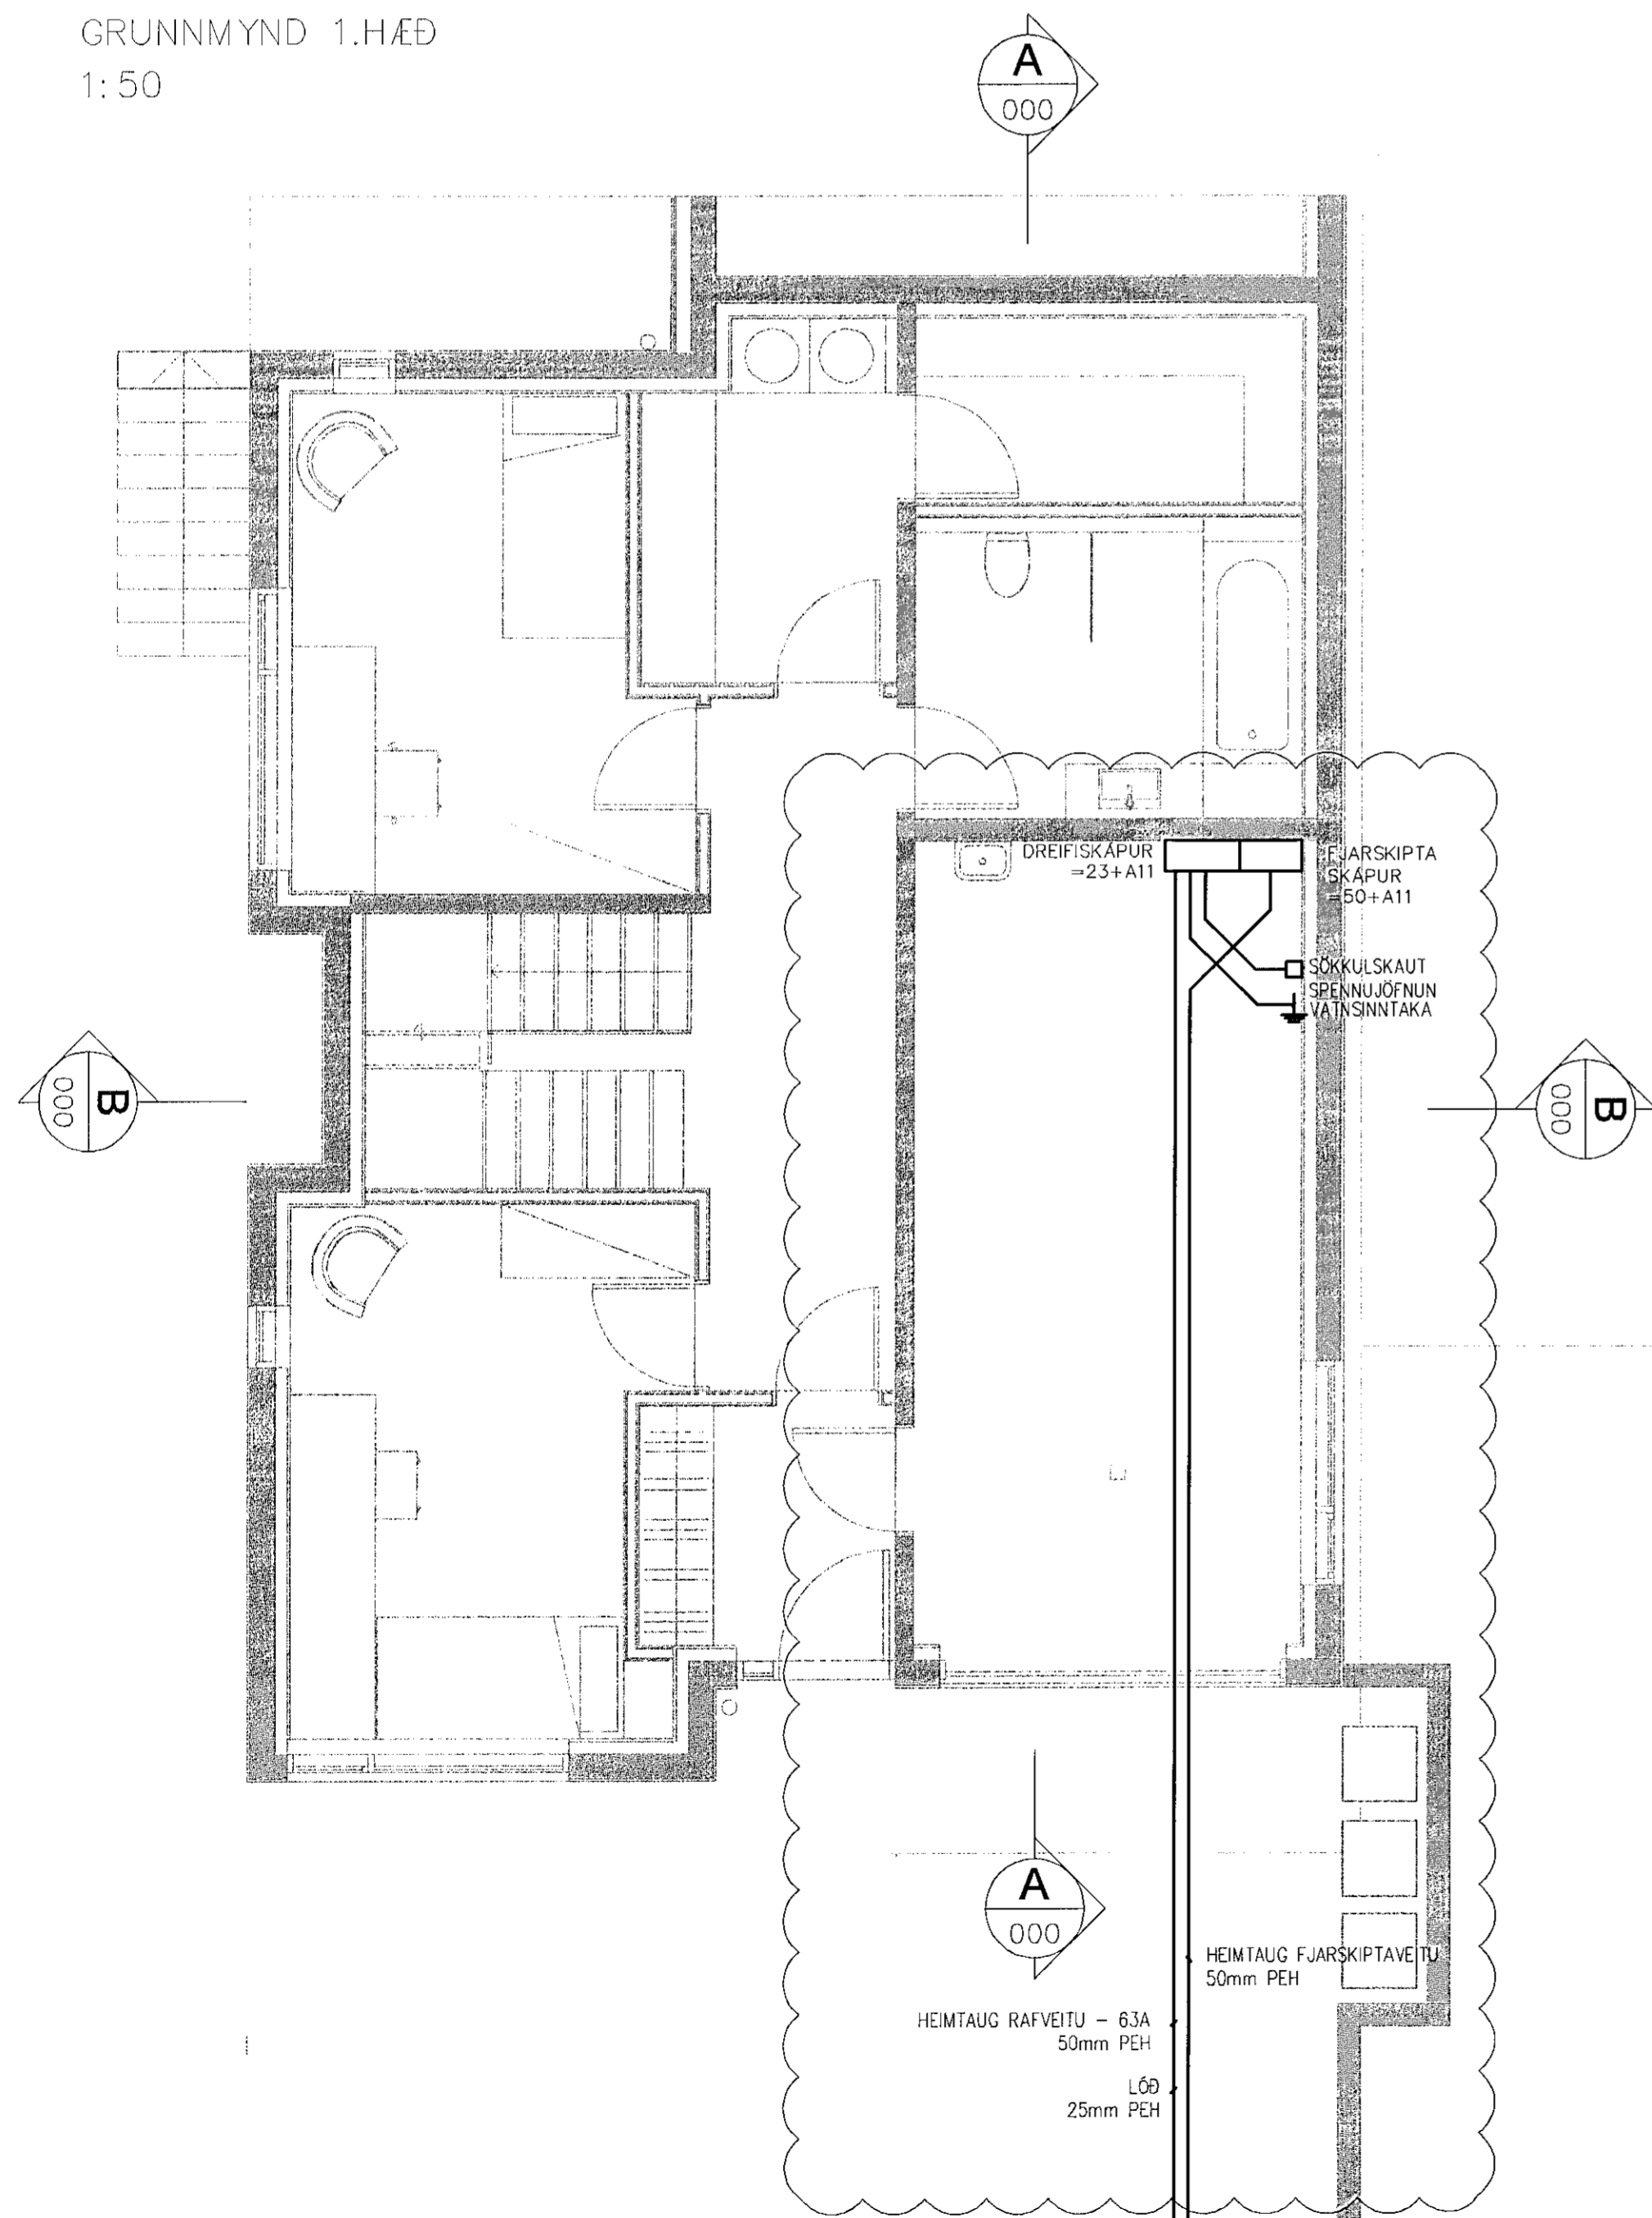 GRUNNMYND 1.HÆÐ
1:50
A
000
DREIFISKÁPUR
=23+A11
FJARSKIPTA
SKÁPUR
=50+A11
SÖKKULSKAUT
SPENNUJÖFNUN
VATNSINNTAKA
B
000
B
000
A
000
HEIMTAUG FJARSKIPTAVEITU
50mm PEH
HEIMTAUG RAFVEITU - 63A
50mm PEH
LÓÐ
25mm PEH